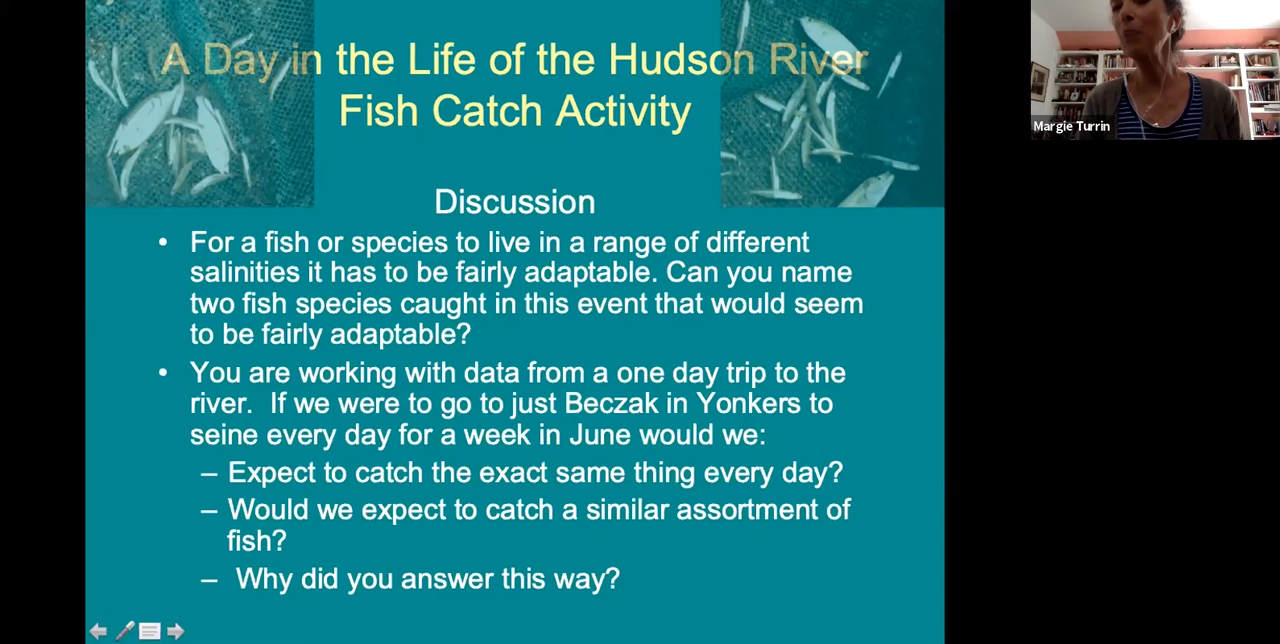 A Day in the Life of the Hudson River
Fish Catch Activity
Discussion
• For a fish or species to live in a range of different
salinities it has to be fairly adaptable. Can you name
two fish species caught in this event that would seem
to be fairly adaptable?
• You are working with data from a one day trip to the
river. If we were to go to just Beczak in Yonkers to
seine every day for a week in June would we:
– Expect to catch the exact same thing every day?
– Would we expect to catch a similar assortment of
fish?
– Why did you answer this way?
Margie Turrin